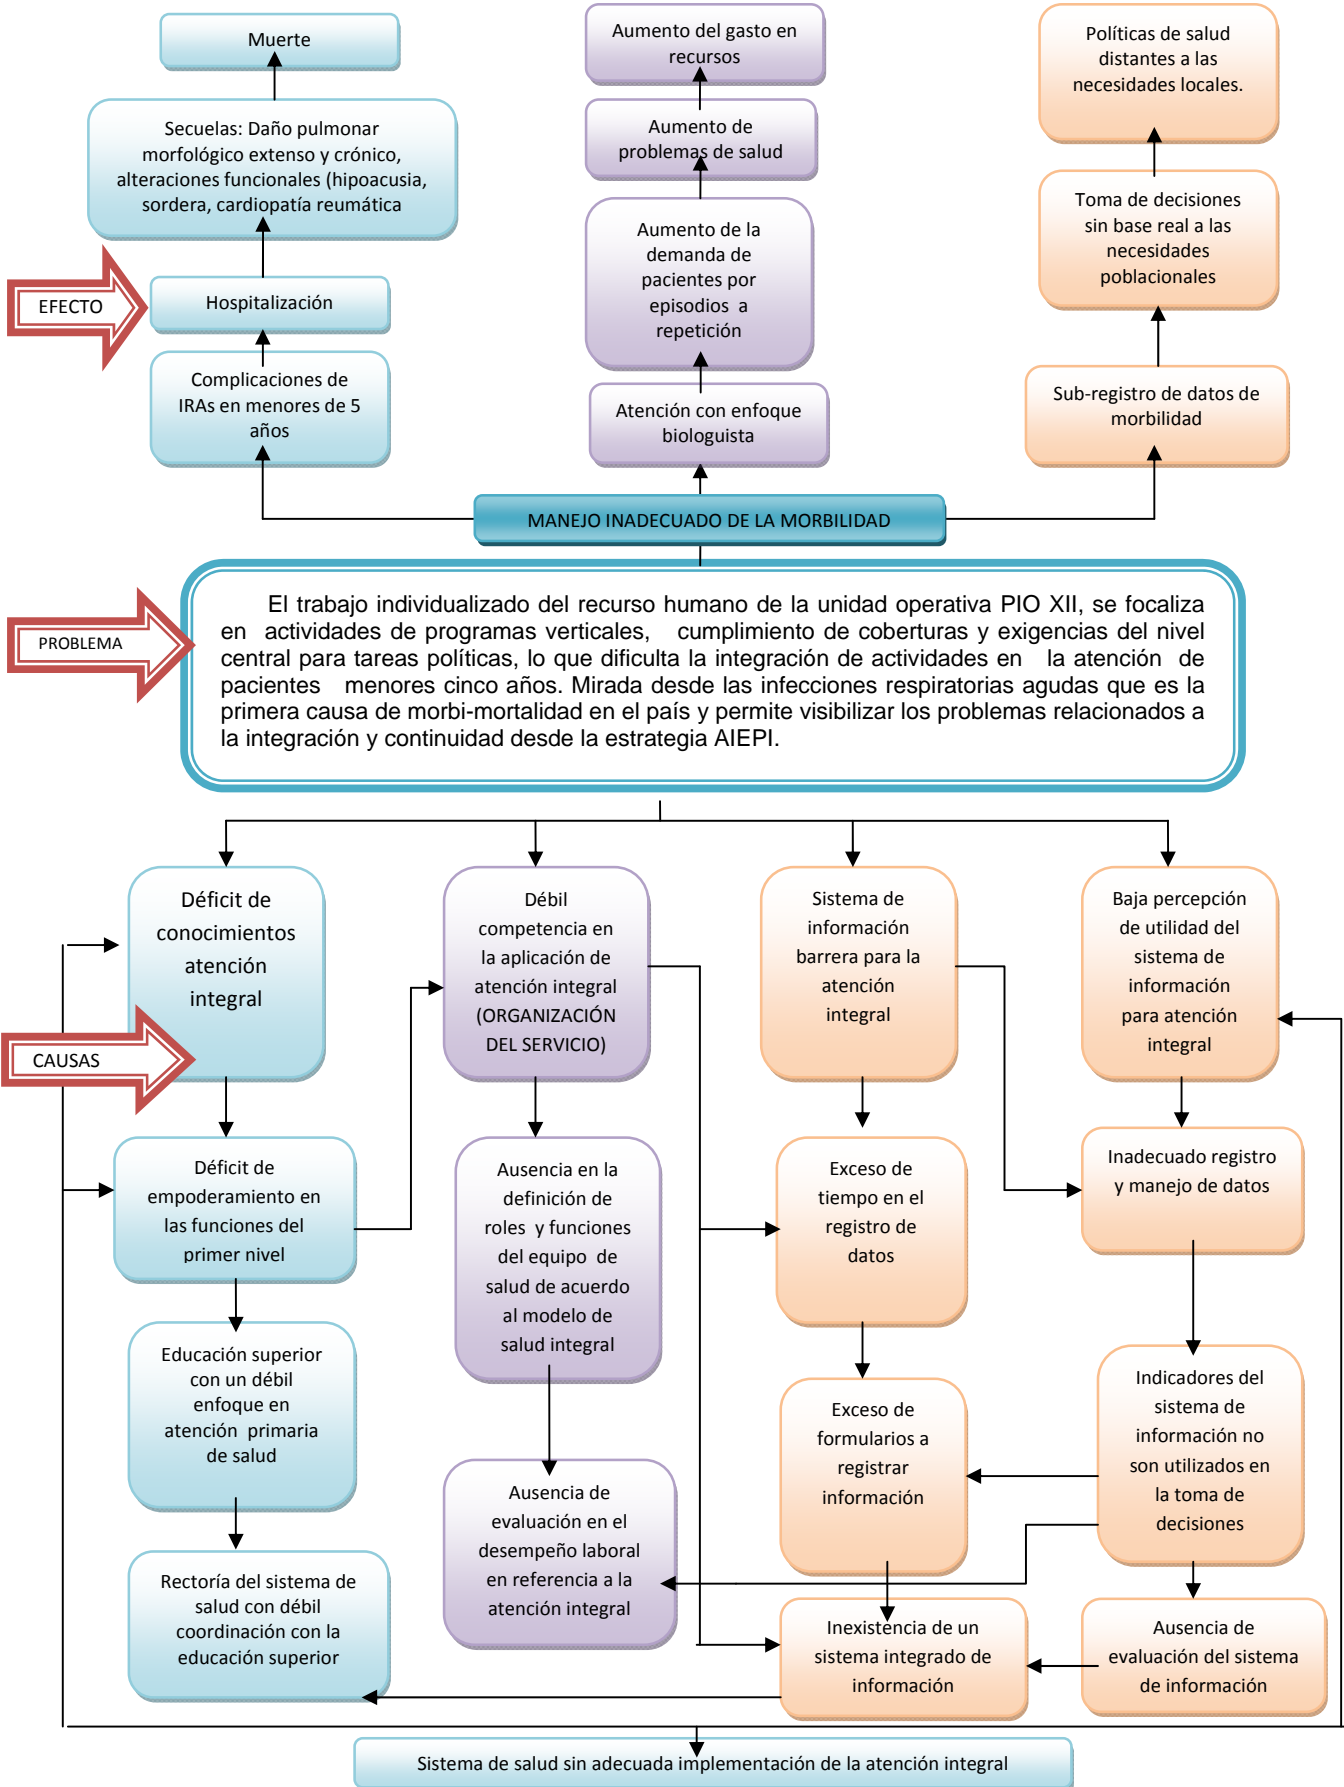 Muerte
Aumento del gasto en
recursos
Políticas de salud
distantes a las
necesidades locales.
Secuelas: Daño pulmonar
morfológico extenso y crónico,
alteraciones funcionales (hipoacusia,
sordera, cardiopatía reumática
Aumento de
problemas de salud
Toma de decisiones
sin base real a las
necesidades
poblacionales
Aumento de la
demanda de
pacientes por
episodios a
repetición
EFECTO
Hospitalización
Complicaciones de
IRAs en menores de 5
años
Atención con enfoque
biologuista
Sub-registro de datos de
morbilidad
MANEJO INADECUADO DE LA MORBILIDAD
PROBLEMA
El trabajo individualizado del recurso humano de la unidad operativa PIO XII, se focaliza
en actividades de programas verticales, cumplimiento de coberturas y exigencias del nivel
central para tareas políticas, lo que dificulta la integración de actividades en la atención de
pacientes menores cinco años. Mirada desde las infecciones respiratorias agudas que es la
primera causa de morbi-mortalidad en el país y permite visibilizar los problemas relacionados a
la integración y continuidad desde la estrategia AIEPI.
Déficit de
conocimientos
atención
integral
Débil
competencia en
la aplicación de
atención integral
(ORGANIZACIÓN
DEL SERVICIO)
Sistema de
información
barrera para la
atención
integral
Baja percepción
de utilidad del
sistema de
información
para atención
integral
CAUSAS
Déficit de
empoderamiento en
las funciones del
primer nivel
Ausencia en la
definición de
roles y funciones
del equipo de
salud de acuerdo
al modelo de
salud integral
Exceso de
tiempo en el
registro de
datos
Inadecuado registro
y manejo de datos
Educación superior
con un débil
enfoque en
atención primaria
de salud
Exceso de
formularios a
registrar
información
Indicadores del
sistema de
información no
son utilizados en
la toma de
decisiones
Ausencia de
evaluación en el
desempeño laboral
en referencia a la
atención integral
Rectoría del sistema de
salud con débil
coordinación con la
educación superior
Inexistencia de un
sistema integrado de
información
Ausencia de
evaluación del sistema
de información
Sistema de salud sin adecuada implementación de la atención integral